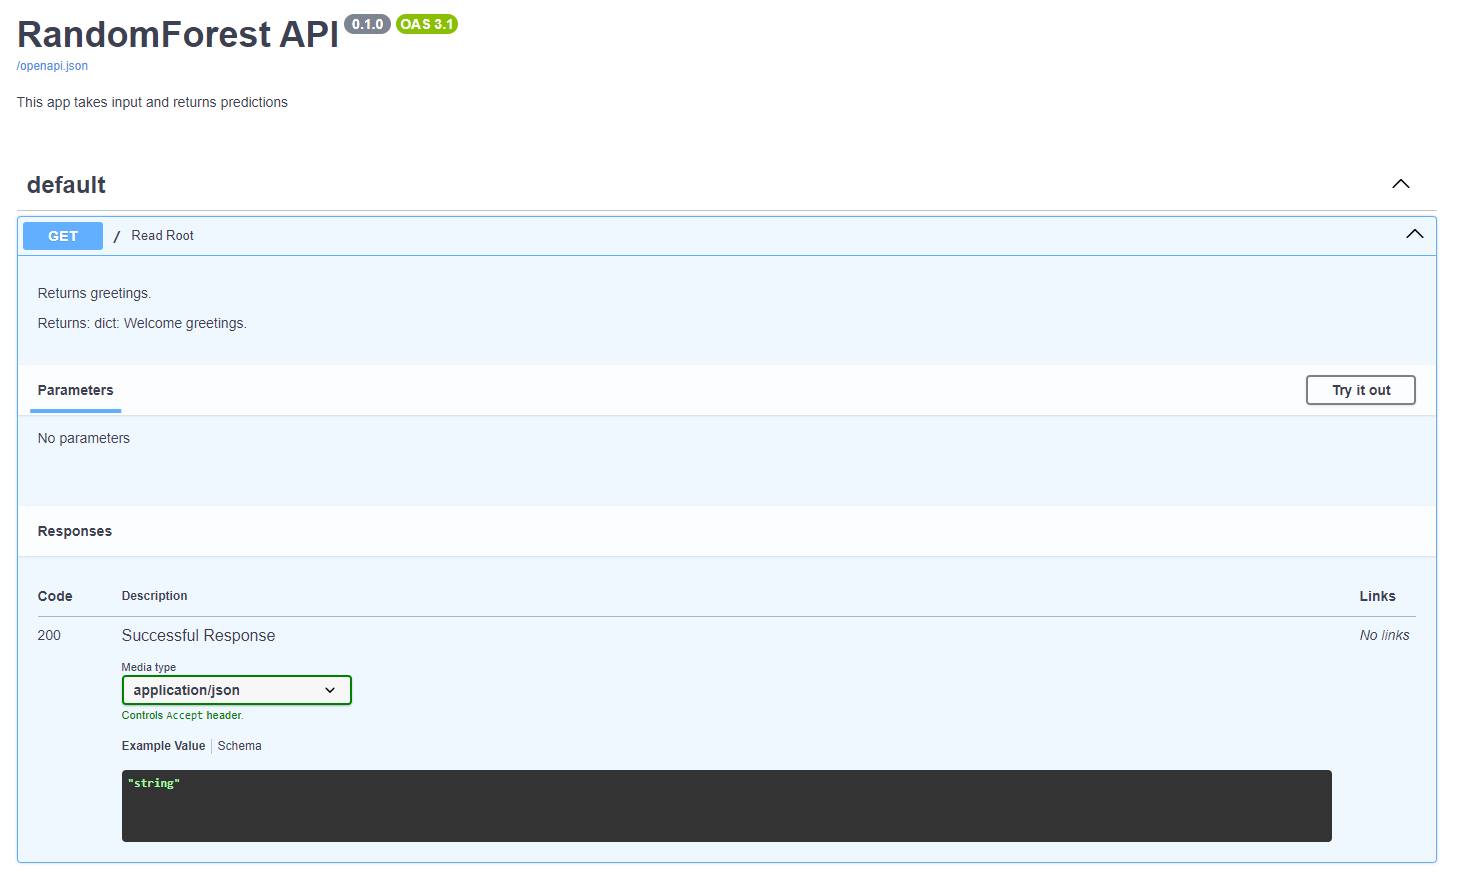 RandomForest API 0.1.0 OAS 3.1
/openapi.json
This app takes input and returns predictions
default
GET / Read Root
Returns greetings.
Returns: dict: Welcome greetings.
Parameters Try it out
No parameters
Responses
Code Description Links
200 Successful Response No links
Media type
application/json
Controls Accept header.
Example Value Schema
"string"